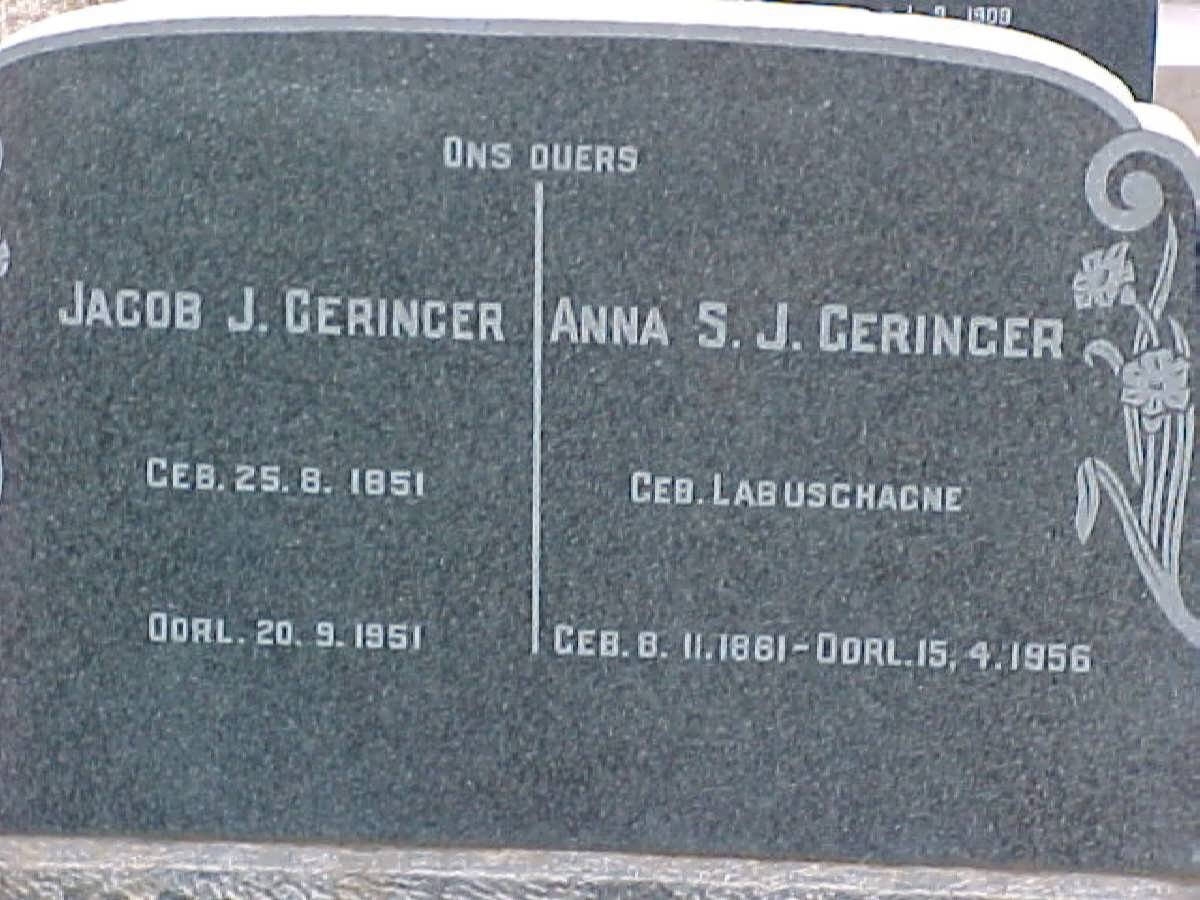 ONS OUERS
JACOB J. GERINGER
GEB. 25. 8. 1851
OORL. 20. 9. 1951
ANNA S. J. GERINGER
GEB. LABUSCHAGNE
GEB. 8. 11. 1861 - OORL. 15. 4. 1956